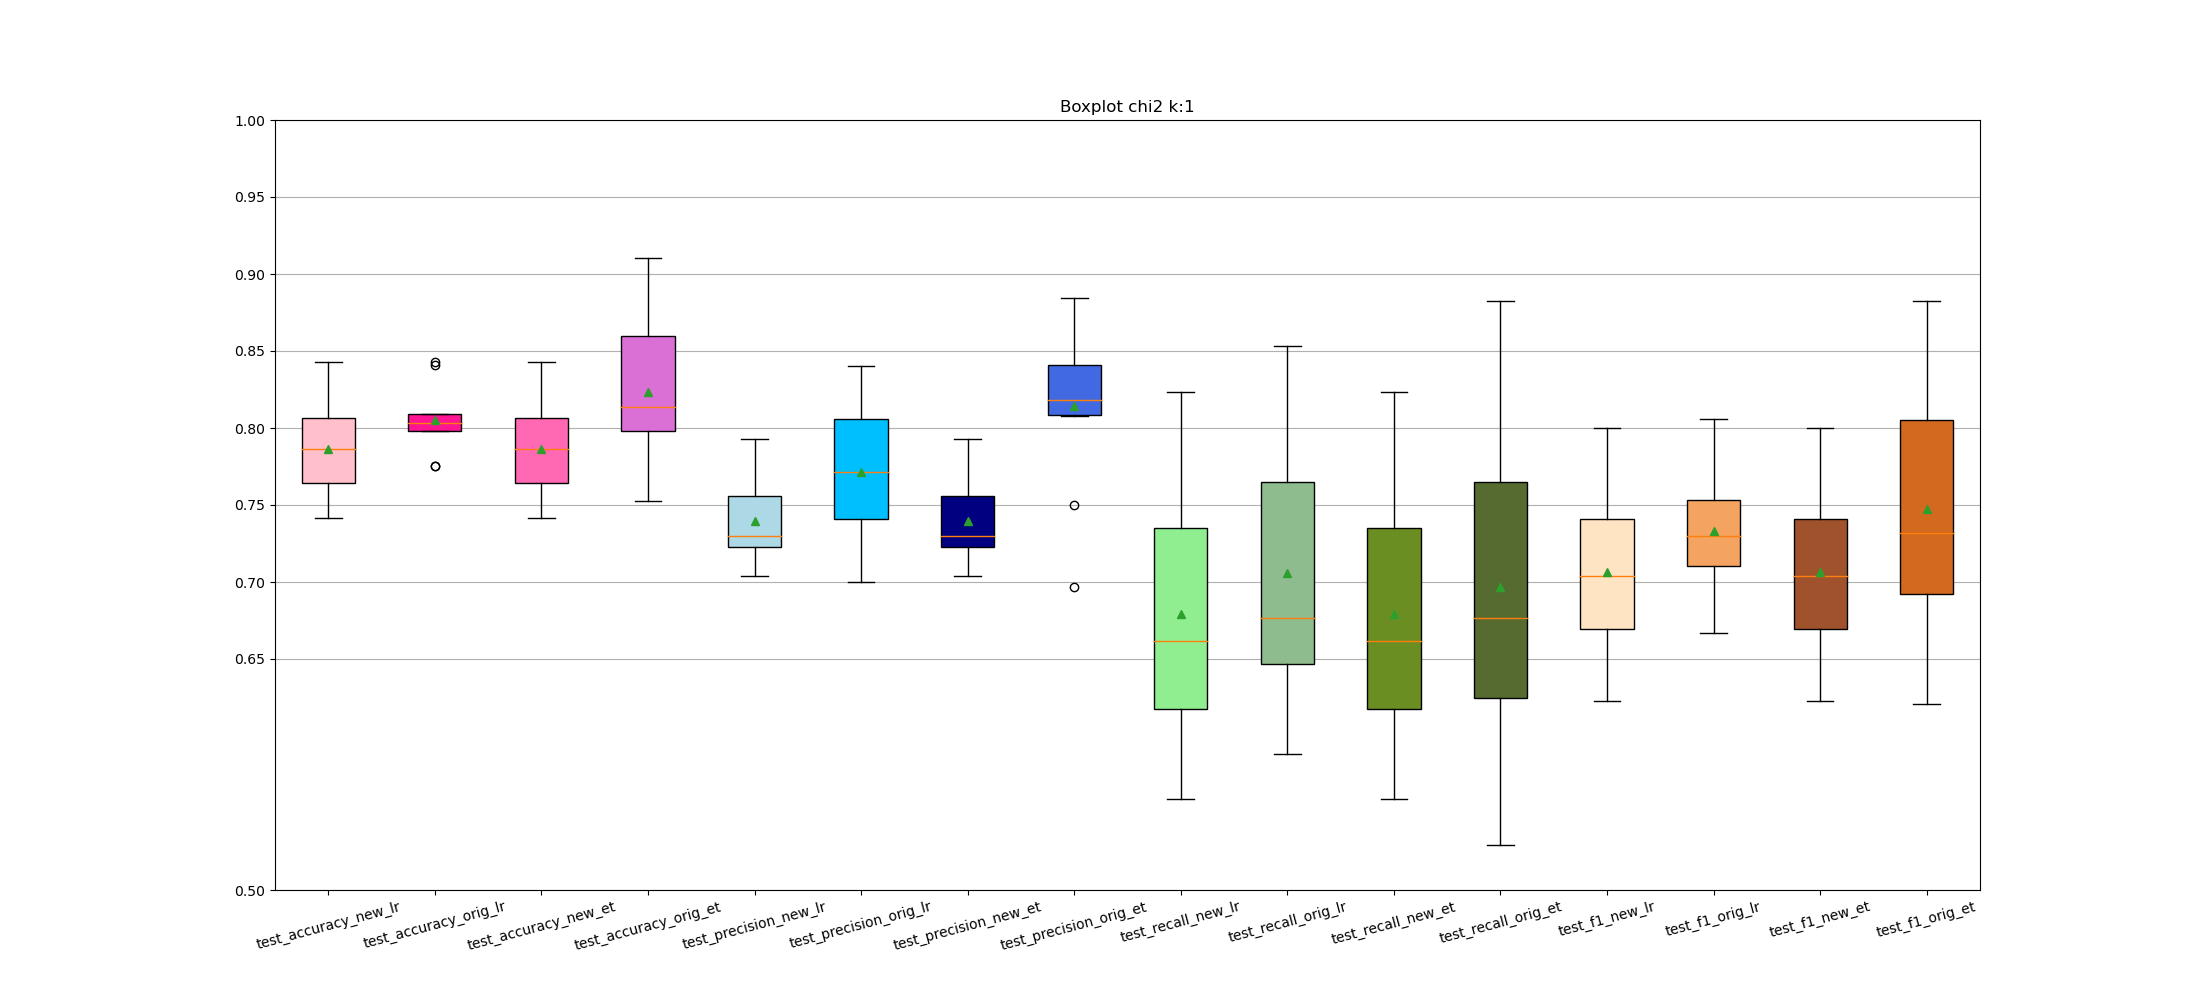 Boxplot chi2 k:1
1.00
0.95
0.90
0.85
0.80
0.75
0.70
0.65
0.50
test_accuracy_new_lr
test_accuracy_orig_lr
test_accuracy_new_et
test_accuracy_orig_et
test_precision_new_lr
test_precision_orig_lr
test_precision_new_et
test_precision_orig_et
test_recall_new_lr
test_recall_orig_lr
test_recall_new_et
test_recall_orig_et
test_f1_new_lr
test_f1_orig_lr
test_f1_new_et
test_f1_orig_et